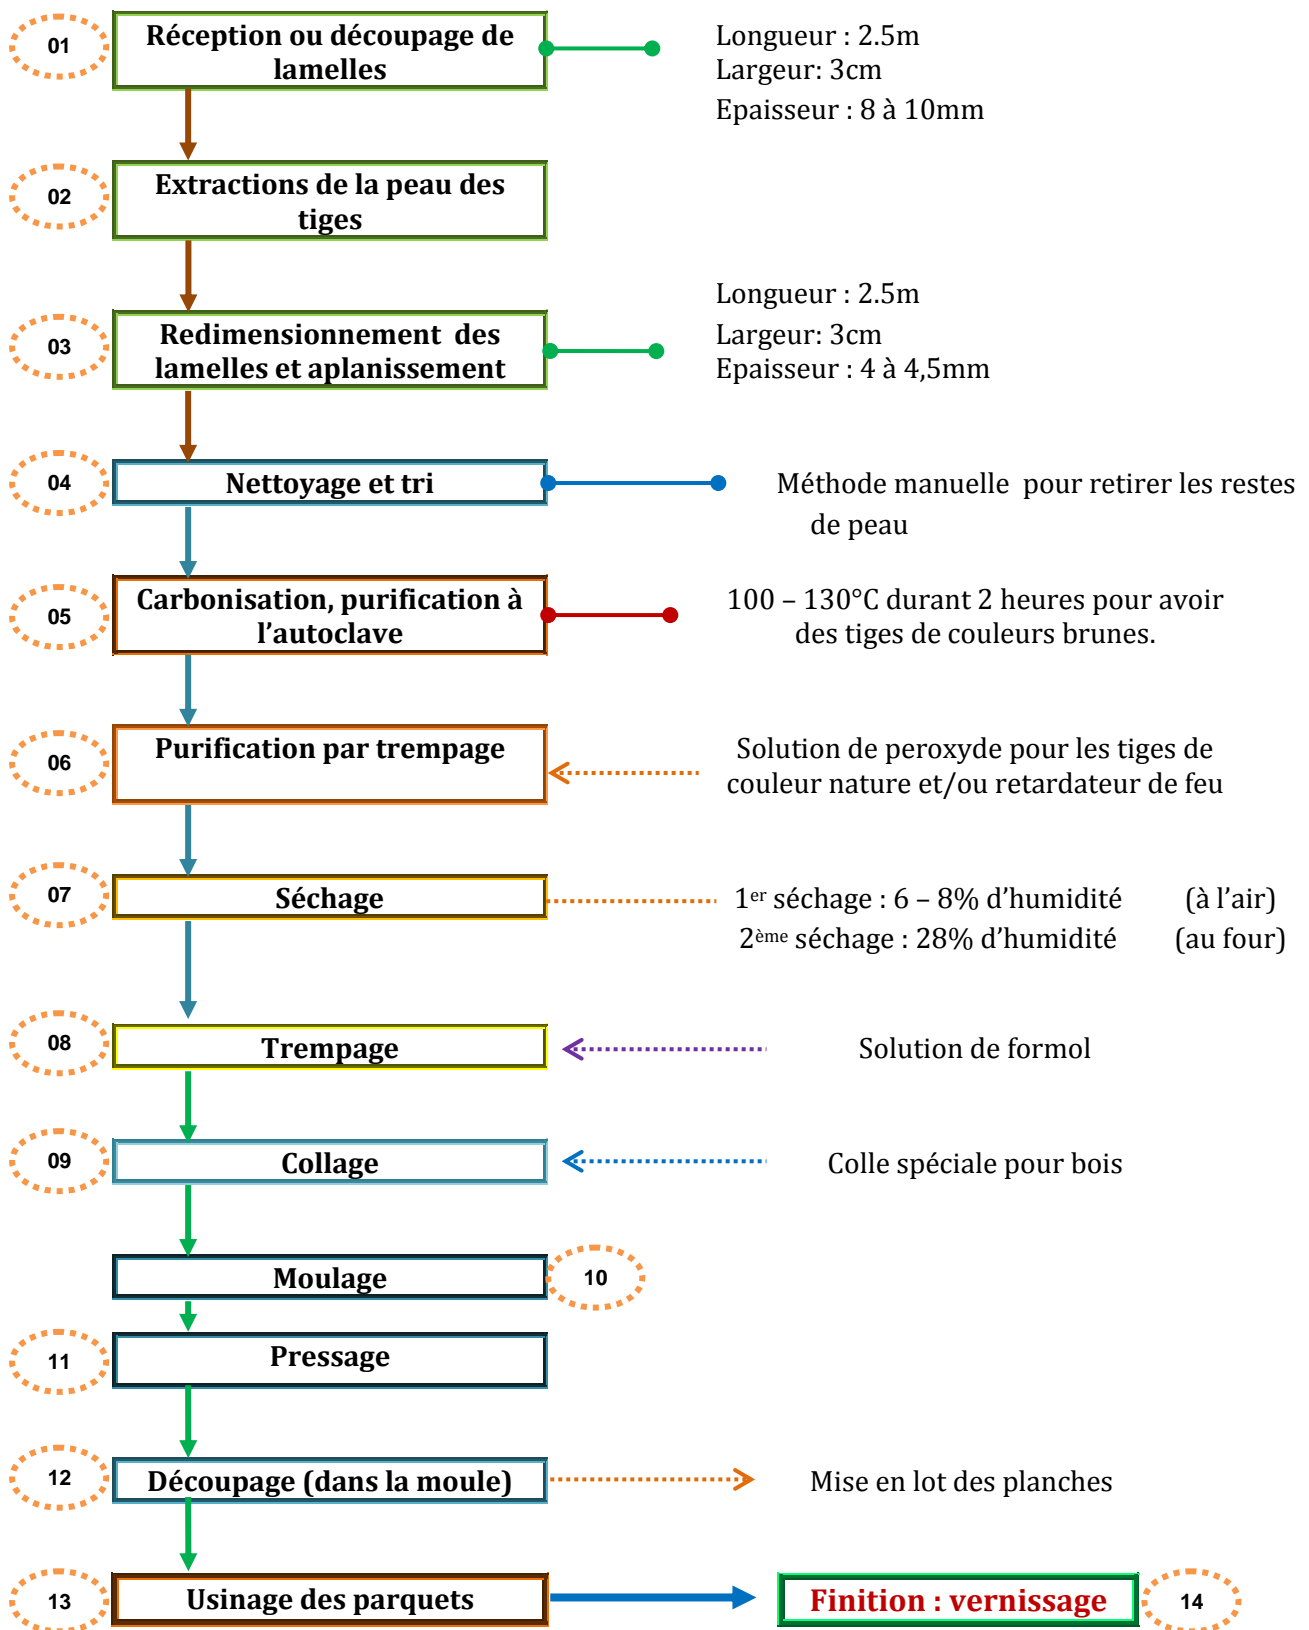 01
Réception ou découpage de
lamelles
Longueur : 2.5m
Largeur: 3cm
Epaisseur : 8 à 10mm
02
Extractions de la peau des
tiges
03
Redimensionnement des
lamelles et aplanissement
Longueur : 2.5m
Largeur: 3cm
Epaisseur : 4 à 4,5mm
04
Nettoyage et tri
Méthode manuelle pour retirer les restes
de peau
05
Carbonisation, purification à
l’autoclave
100 – 130°C durant 2 heures pour avoir
des tiges de couleurs brunes.
06
Purification par trempage
Solution de peroxyde pour les tiges de
couleur nature et/ou retardateur de feu
07
Séchage
1er séchage : 6 – 8% d’humidité (à l’air)
2ème séchage : 28% d’humidité (au four)
08
Trempage
Solution de formol
09
Collage
Colle spéciale pour bois
Moulage
10
11
Pressage
12
Découpage (dans la moule)
Mise en lot des planches
13
Usinage des parquets
Finition : vernissage
14